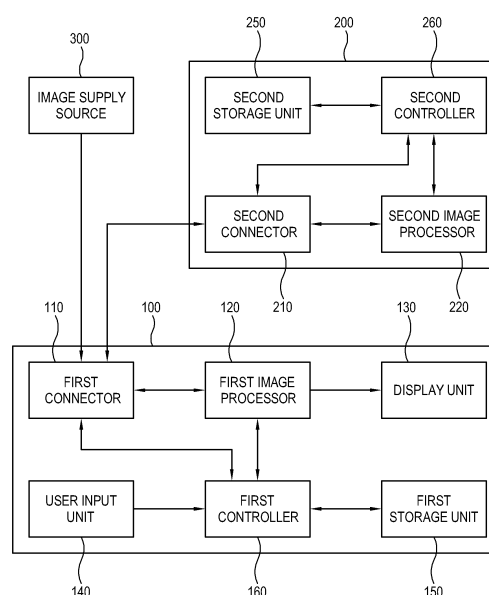 300
250
200
260
IMAGE SUPPLY
SOURCE
SECOND
STORAGE UNIT
SECOND
CONTROLLER
SECOND
CONNECTOR
SECOND IMAGE
PROCESSOR
210
220
110
100
120
130
FIRST
CONNECTOR
FIRST IMAGE
PROCESSOR
DISPLAY UNIT
USER INPUT
UNIT
FIRST
CONTROLLER
FIRST
STORAGE UNIT
140
160
150